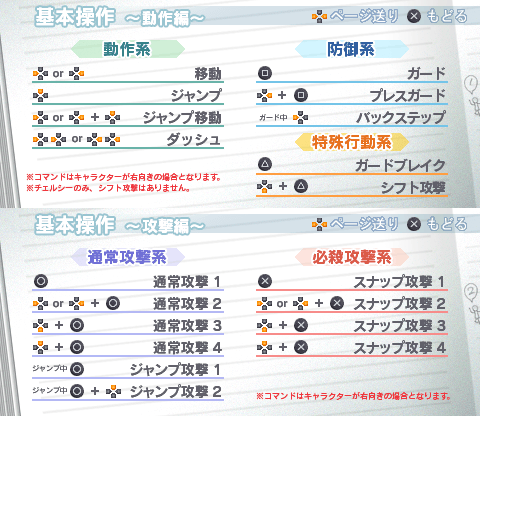 基本操作 ～動作編～
ページ送り もどる
動作系
or 移動
ジャンプ
or + ジャンプ移動
or ダッシュ
※コマンドはキャラクターが右向きの場合となります。
※チェルシーのみ、シフト攻撃はありません。
防御系
ガード
+ プレスガード
ガード中 バックステップ
特殊行動系
ガードブレイク
+ シフト攻撃
基本操作 ～攻撃編～
ページ送り もどる
通常攻撃系
通常攻撃 1
or + 通常攻撃 2
+ 通常攻撃 3
+ 通常攻撃 4
ジャンプ中 ジャンプ攻撃 1
ジャンプ中 + ジャンプ攻撃 2
必殺攻撃系
スナップ攻撃 1
or + スナップ攻撃 2
+ スナップ攻撃 3
+ スナップ攻撃 4
※コマンドはキャラクターが右向きの場合となります。